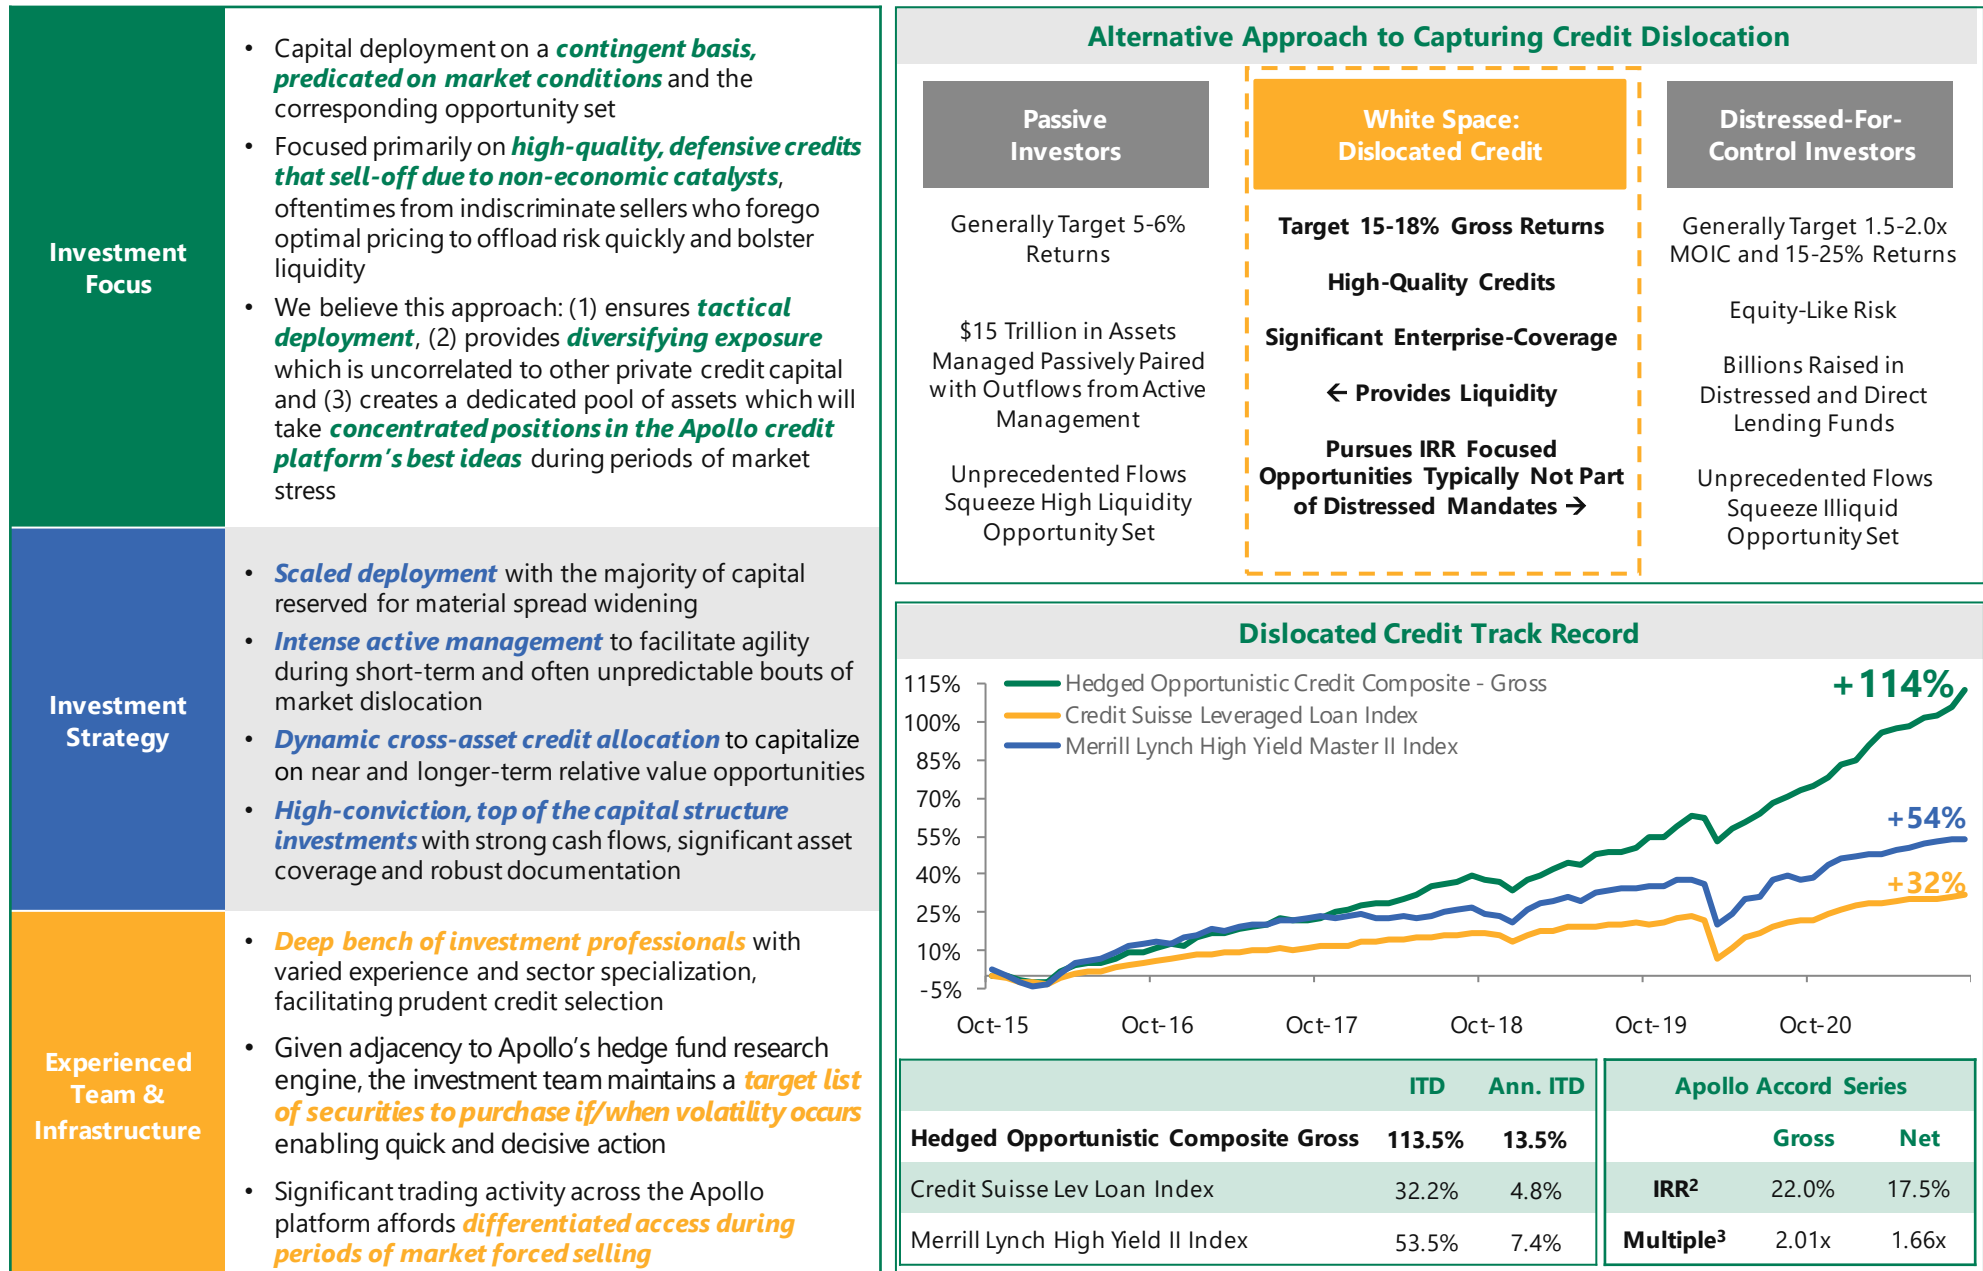 Investment
Focus
• Capital deployment on a contingent basis,
predicated on market conditions and the
corresponding opportunity set
• Focused primarily on high-quality, defensive credits
that sell-off due to non-economic catalysts,
oftentimes from indiscriminate sellers who forego
optimal pricing to offload risk quickly and bolster
liquidity
• We believe this approach: (1) ensures tactical
deployment, (2) provides diversifying exposure
which is uncorrelated to other private credit capital
and (3) creates a dedicated pool of assets which will
take concentrated positions in the Apollo credit
platform's best ideas during periods of market
stress
Investment
Strategy
• Scaled deployment with the majority of capital
reserved for material spread widening
• Intense active management to facilitate agility
during short-term and often unpredictable bouts of
market dislocation
• Dynamic cross-asset credit allocation to capitalize
on near and longer-term relative value opportunities
• High-conviction, top of the capital structure
investments with strong cash flows, significant asset
coverage and robust documentation
Experienced
Team &
Infrastructure
• Deep bench of investment professionals with
varied experience and sector specialization,
facilitating prudent credit selection
• Given adjacency to Apollo's hedge fund research
engine, the investment team maintains a target list
of securities to purchase if/when volatility occurs
enabling quick and decisive action
• Significant trading activity across the Apollo
platform affords differentiated access during
periods of market forced selling
Alternative Approach to Capturing Credit Dislocation
Passive
Investors
Generally Target 5-6%
Returns
$15 Trillion in Assets
Managed Passively Paired
with Outflows from Active
Management
Unprecedented Flows
Squeeze High Liquidity
Opportunity Set
White Space:
Dislocated Credit
Target 15-18% Gross Returns
High-Quality Credits
Significant Enterprise-Coverage
← Provides Liquidity
Pursues IRR Focused
Opportunities Typically Not Part
of Distressed Mandates →
Distressed-For-
Control Investors
Generally Target 1.5-2.0x
MOIC and 15-25% Returns
Equity-Like Risk
Billions Raised in
Distressed and Direct
Lending Funds
Unprecedented Flows
Squeeze Illiquid
Opportunity Set
Dislocated Credit Track Record
Hedged Opportunistic Credit Composite - Gross
Credit Suisse Leveraged Loan Index
Merrill Lynch High Yield Master II Index
115%
100%
85%
70%
55%
40%
25%
10%
-5%
+114%
+54%
+32%
Oct-15 Oct-16 Oct-17 Oct-18 Oct-19 Oct-20
ITD Ann. ITD
Hedged Opportunistic Composite Gross 113.5% 13.5%
Credit Suisse Lev Loan Index 32.2% 4.8%
Merrill Lynch High Yield II Index 53.5% 7.4%
Apollo Accord Series
Gross Net
IRR2 22.0% 17.5%
Multiple3 2.01x 1.66x